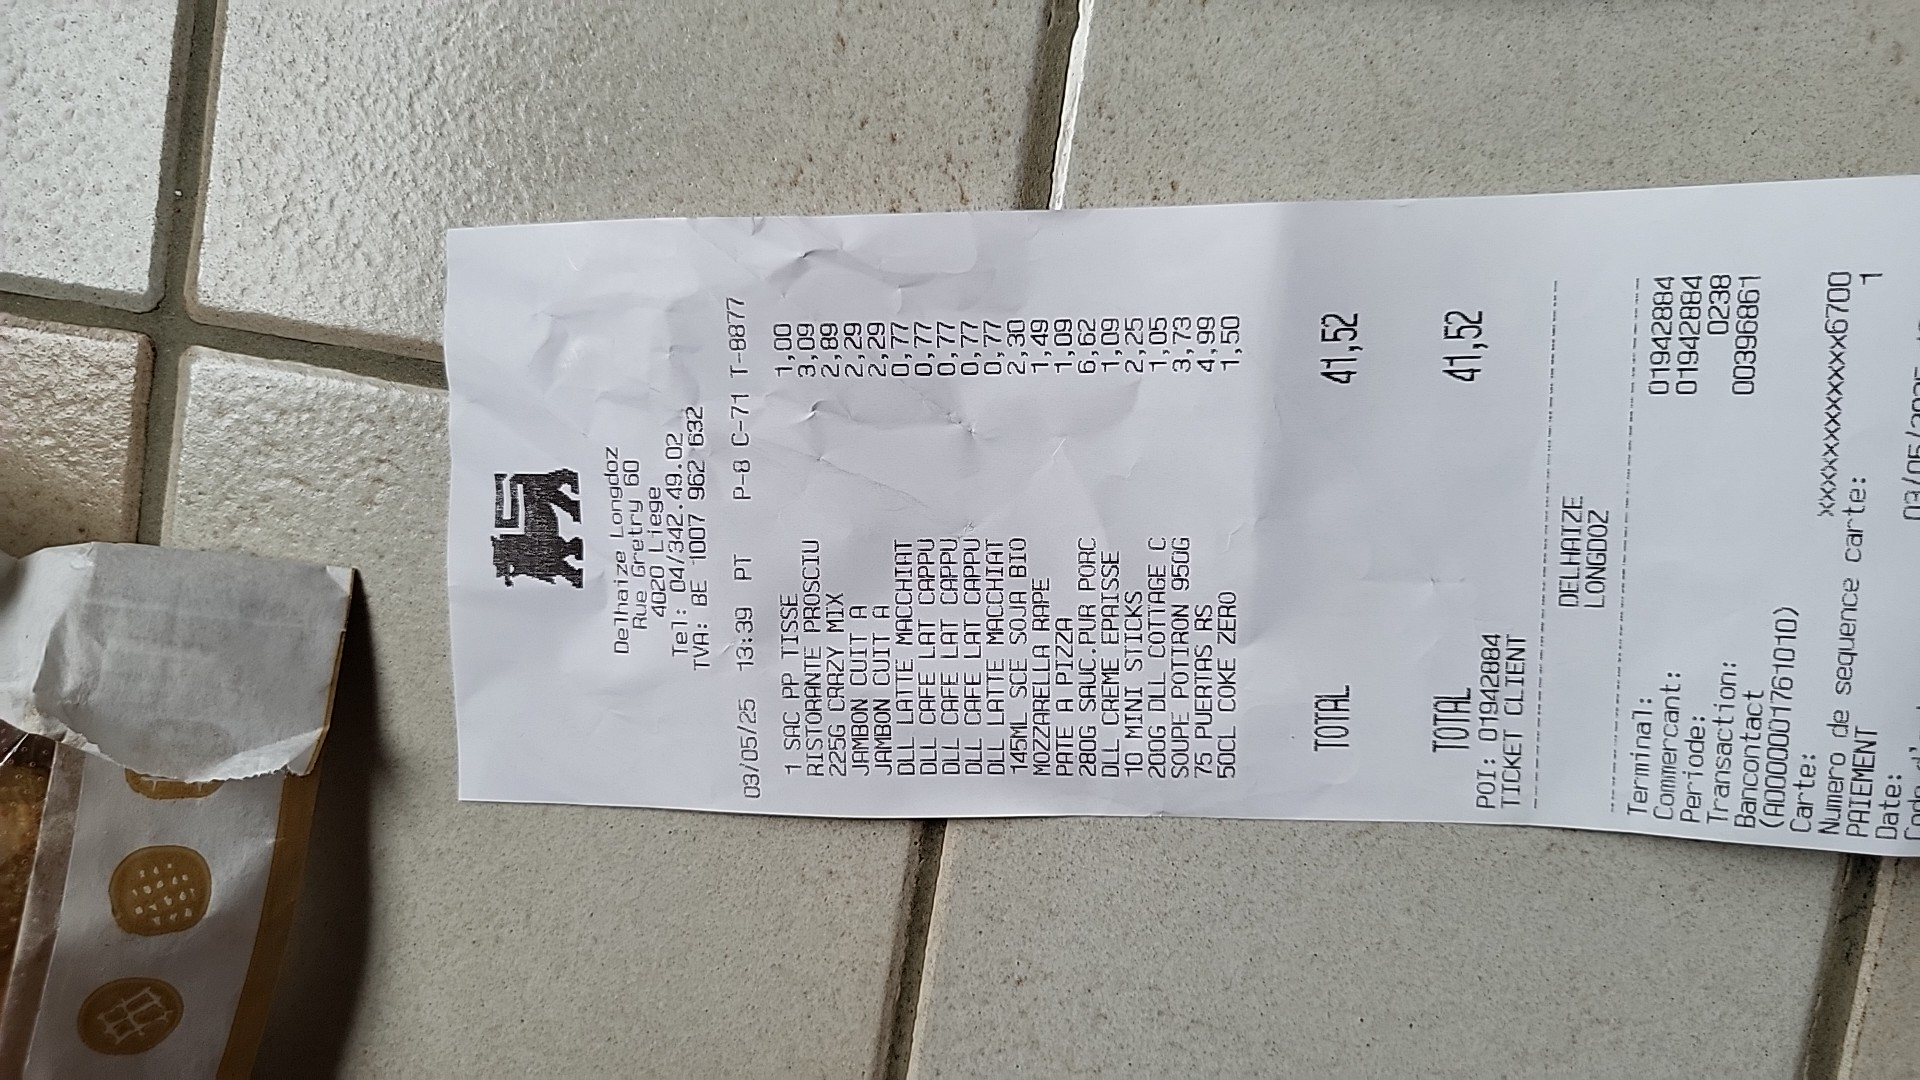 Delhaize Longdoz
Rue Gretry 60
4020 Liege
Tel: 04/342.49.02
TVA: BE 1007 962 632
03/05/25 13:39 PT P-8 C-71 T-8877
1 SAC PP TISSE 1,00
RISTORANTE PROSCIU 3,09
225G CRAZY MIX 2,89
JAMBON CUIT A 2,29
JAMBON CUIT A 2,29
DLL LATTE MACCHIAT 0,77
DLL CAFE LAT CAPPU 0,77
DLL CAFE LAT CAPPU 0,77
DLL CAFE LAT CAPPU 0,77
DLL LATTE MACCHIAT 0,77
145ML SCE SOJA BIO 2,30
MOZZARELLA RAPE 1,49
PATE A PIZZA 1,09
280G SAUC.PUR PORC 6,62
DLL CREME EPAISSE 1,09
10 MINI STICKS 2,25
200G DLL COTTAGE C 1,05
SOUPE POTIRON 950G 3,73
75 PUERTAS RS 4,99
50CL COKE ZERO 1,50
TOTAL 41,52
TOTAL 41,52
POI: 01942884
TICKET CLIENT
DELHAIZE
LONGDOZ
Terminal: 01942884
Commercant: 01942884
Periode: 0238
Transaction: 00396861
Bancontact
(A0000001761010)
Carte: xxxxxxxxxxxxx6700
Numero de sequence carte: 1
PAIEMENT
Date: 03/05/2025